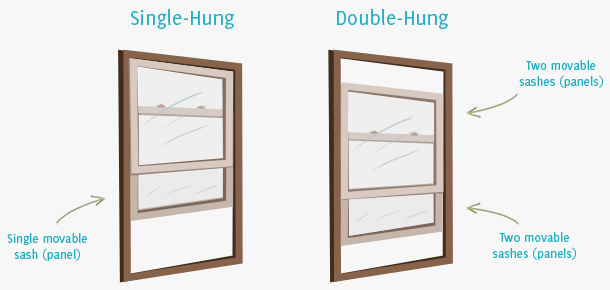 Single-Hung
Double-Hung
Two movable
sashes (panels)
Single movable
sash (panel)
Two movable
sashes (panels)